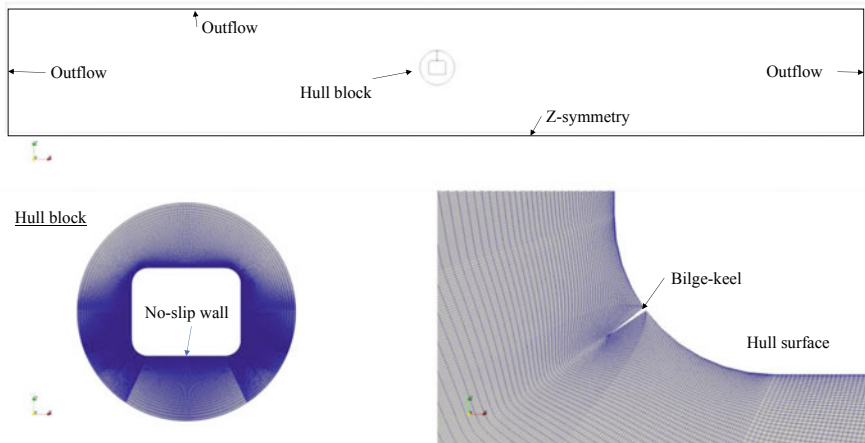 Outflow
Outflow
Outflow
Hull block
Z-symmetry
Hull block
No-slip wall
Bilge-keel
Hull surface